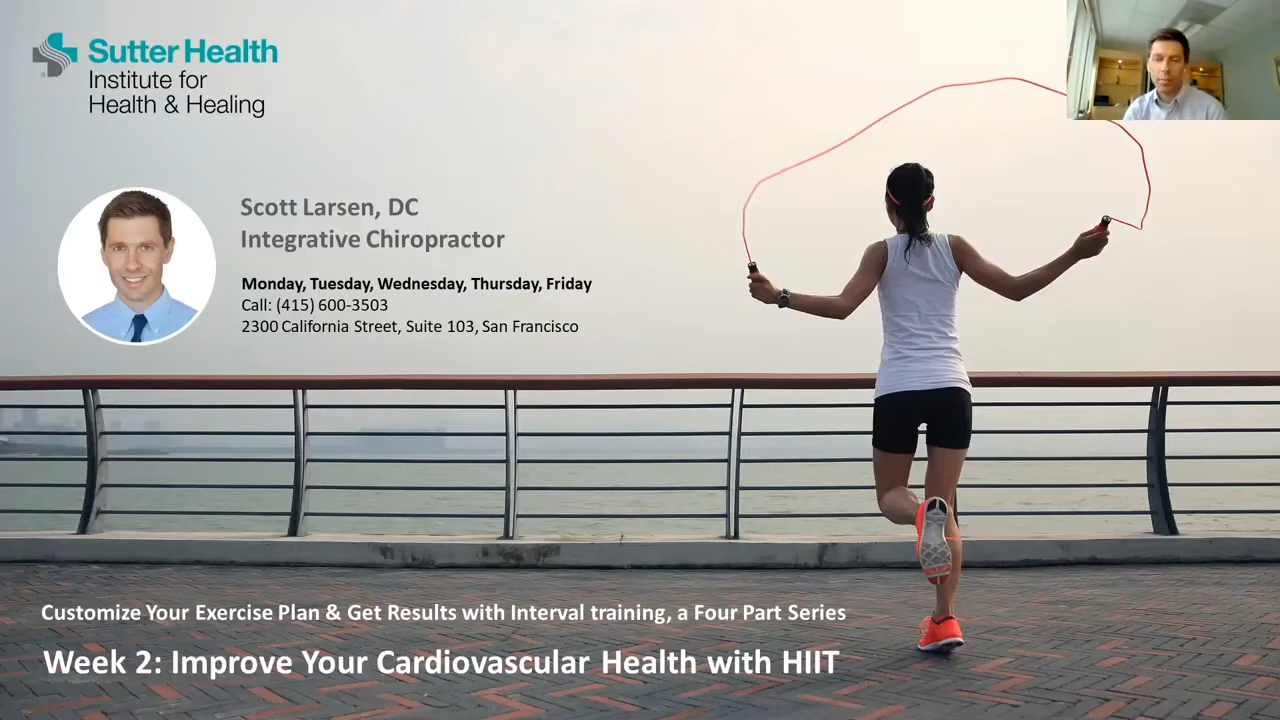 Sutter Health
Institute for
Health & Healing
Scott Larsen, DC
Integrative Chiropractor
Monday, Tuesday, Wednesday, Thursday, Friday
Call: (415) 600-3503
2300 California Street, Suite 103, San Francisco
Customize Your Exercise Plan & Get Results with Interval training, a Four Part Series
Week 2: Improve Your Cardiovascular Health with HIIT